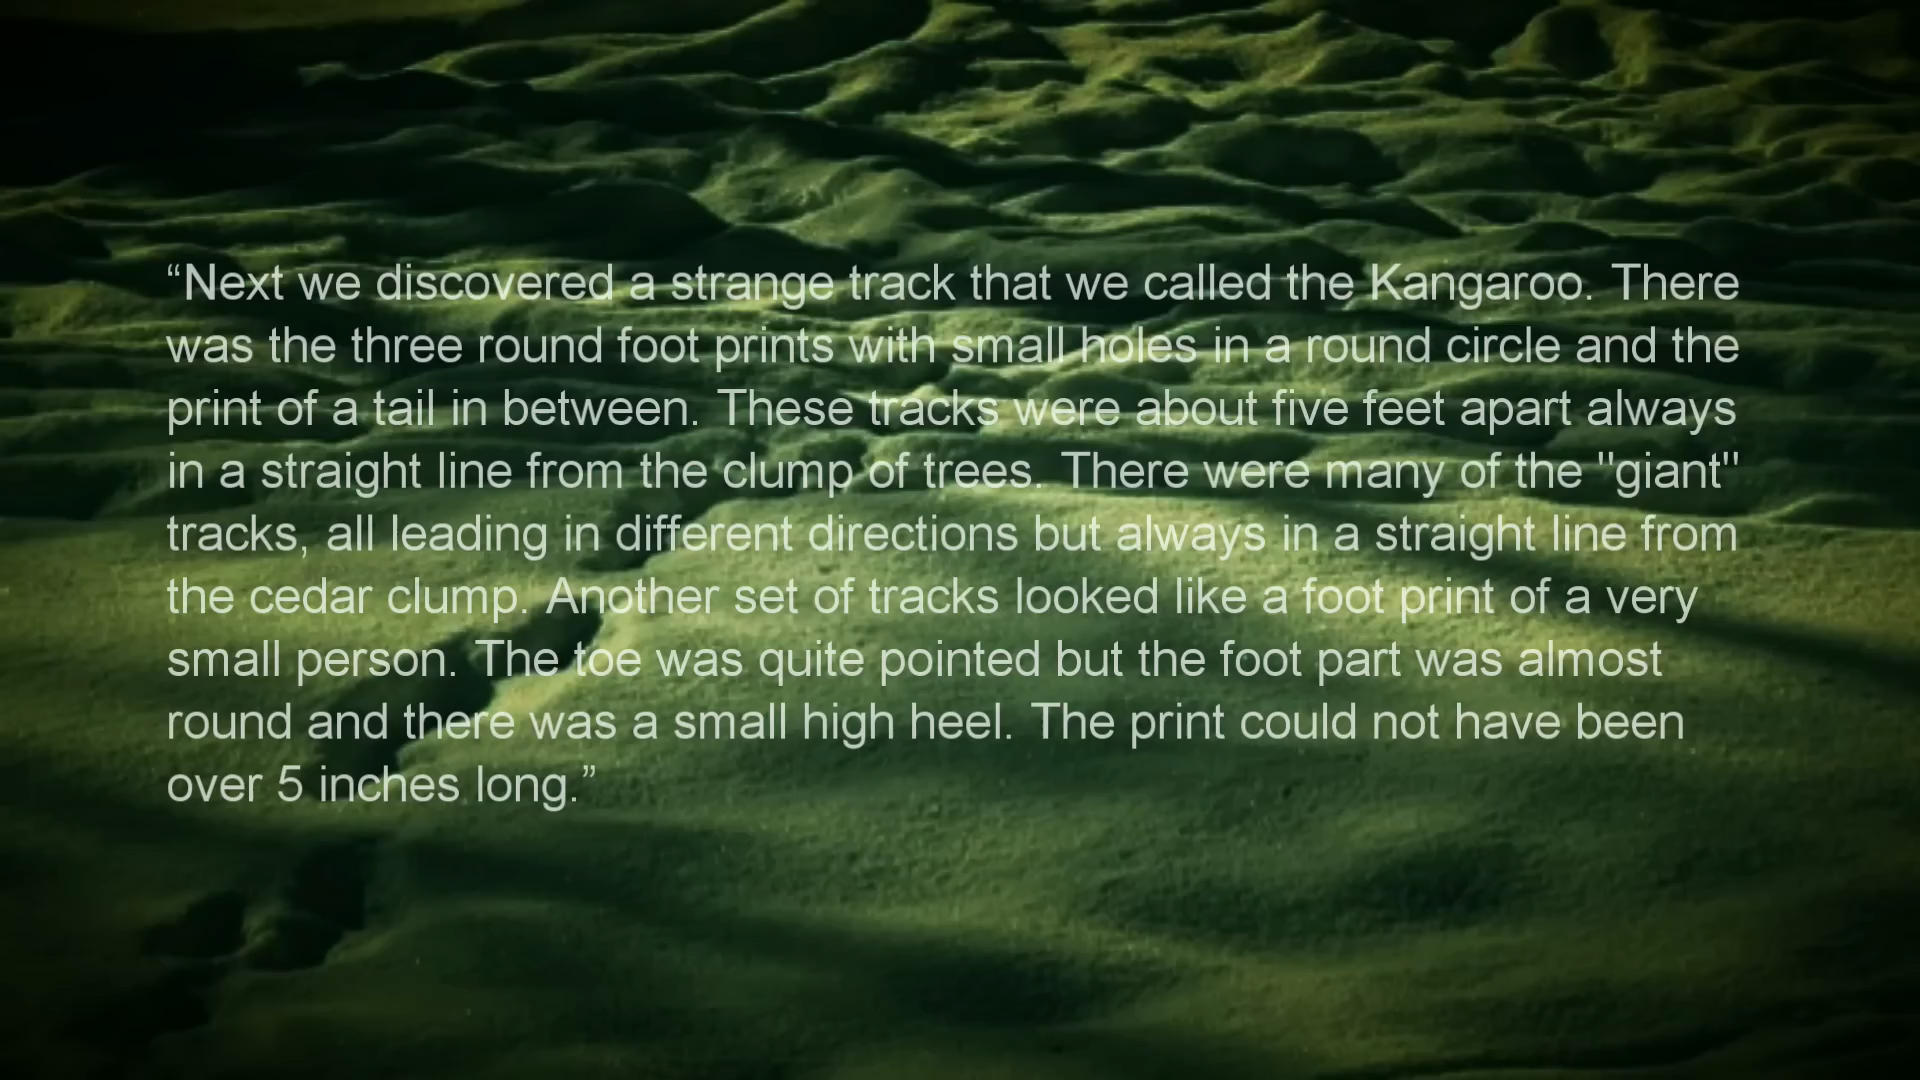 “Next we discovered a strange track that we called the Kangaroo. There
was the three round foot prints with small holes in a round circle and the
print of a tail in between. These tracks were about five feet apart always
in a straight line from the clump of trees. There were many of the "giant"
tracks, all leading in different directions but always in a straight line from
the cedar clump. Another set of tracks looked like a foot print of a very
small person. The toe was quite pointed but the foot part was almost
round and there was a small high heel. The print could not have been
over 5 inches long.”